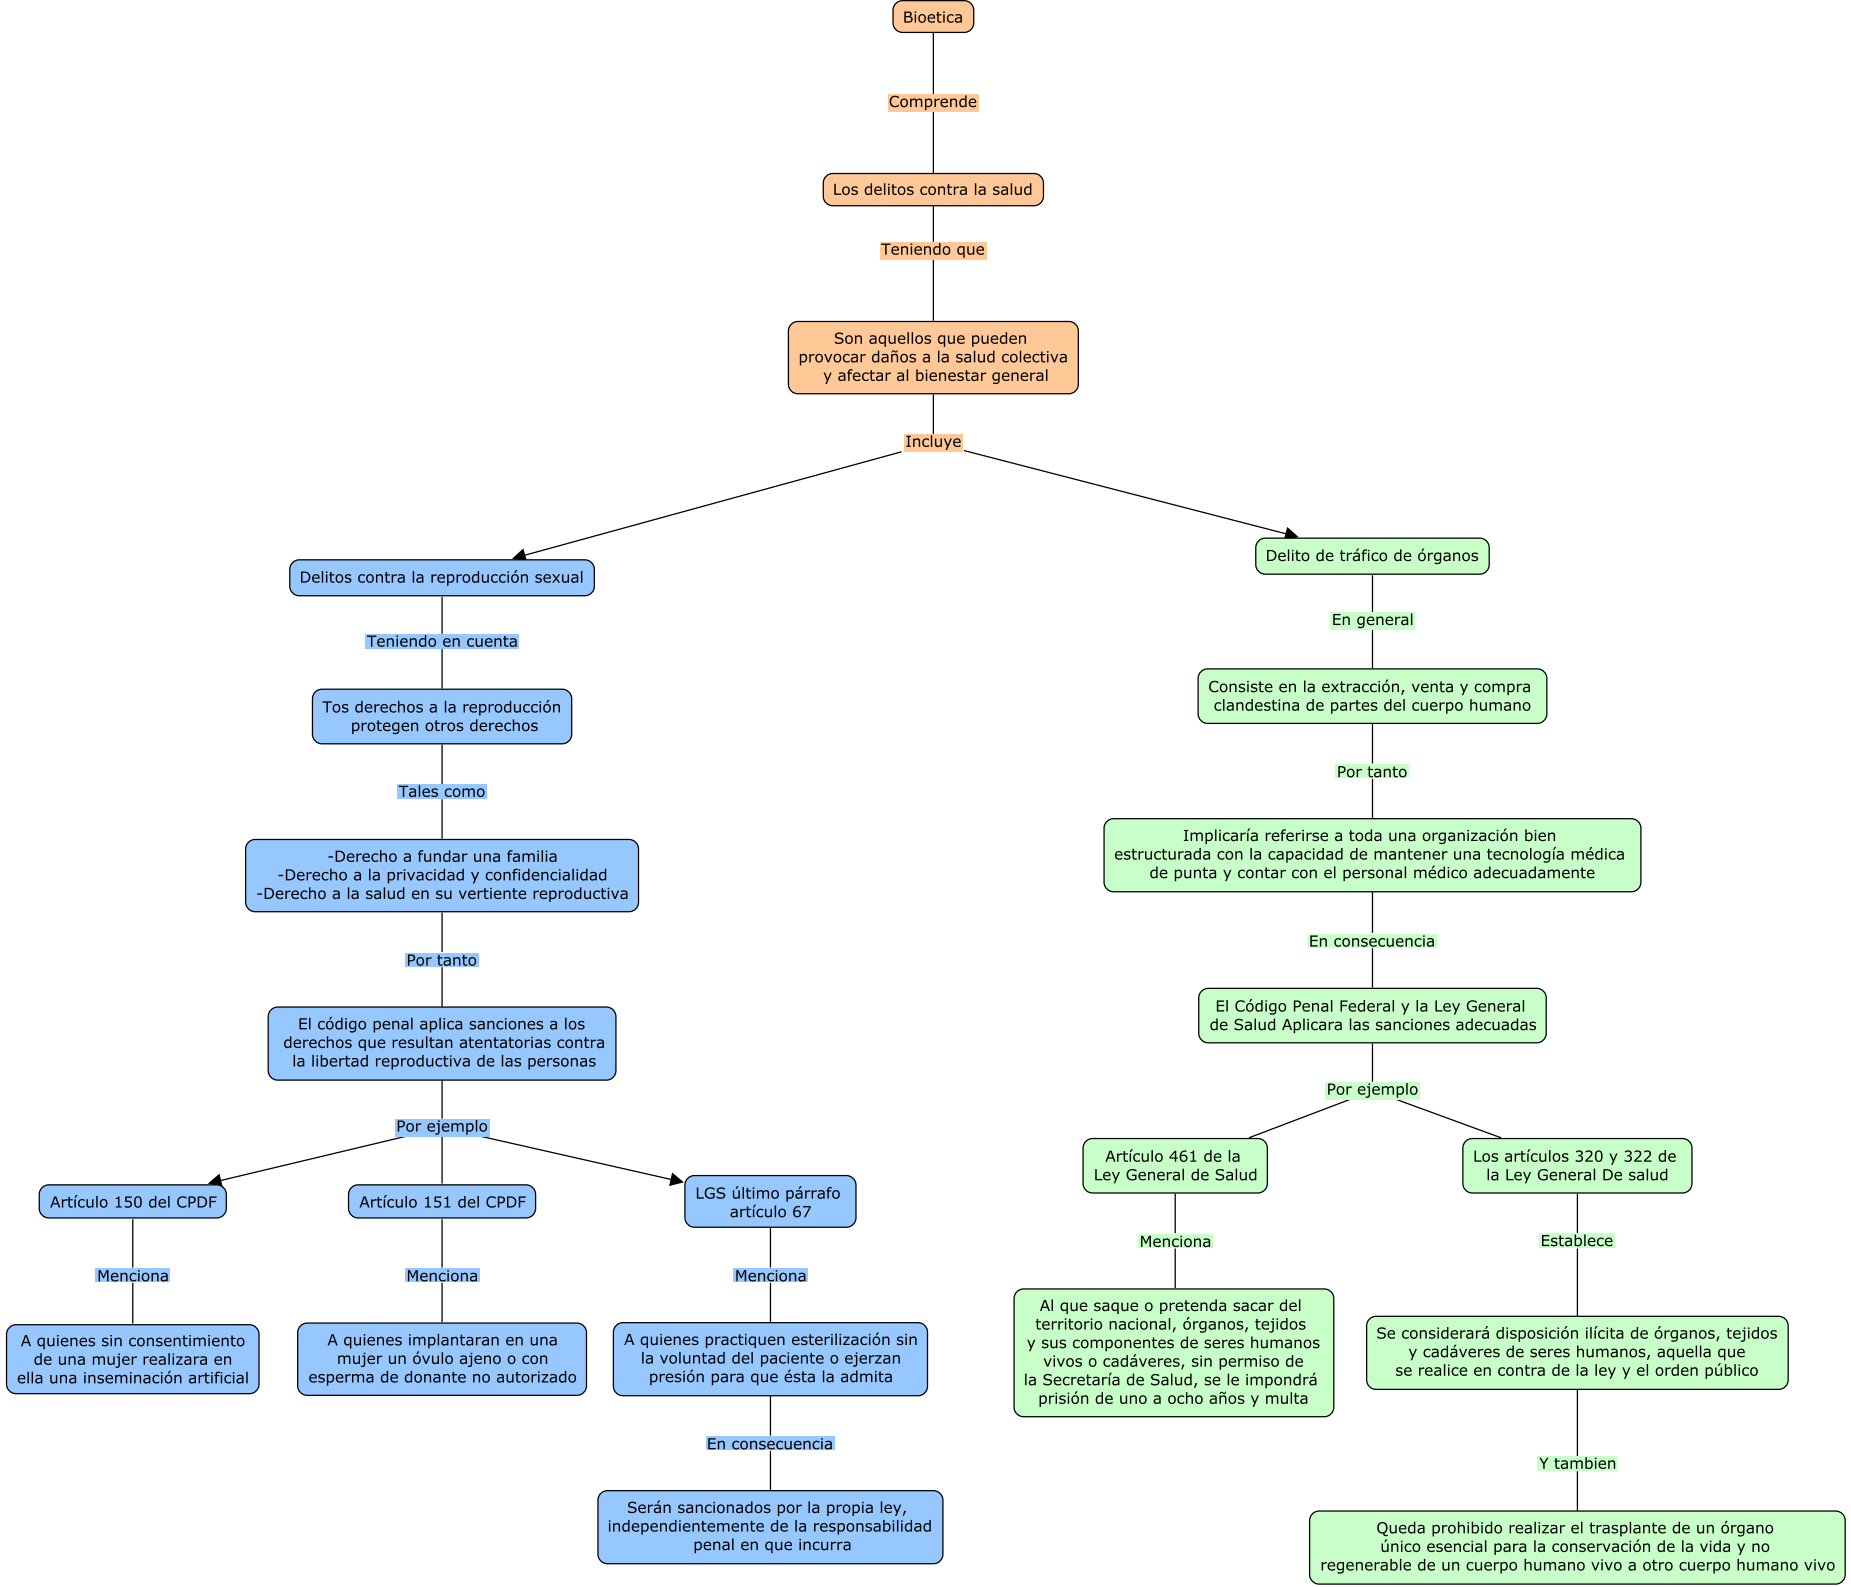 Bioetica
Comprende
Los delitos contra la salud
Teniendo que
Son aquellos que pueden
provocar daños a la salud colectiva
y afectar al bienestar general
Incluye
Delitos contra la reproducción sexual
Teniendo en cuenta
Tos derechos a la reproducción
protegen otros derechos
Tales como
-Derecho a fundar una familia
-Derecho a la privacidad y confidencialidad
-Derecho a la salud en su vertiente reproductiva
Por tanto
El código penal aplica sanciones a los
derechos que resultan atentatorias contra
la libertad reproductiva de las personas
Por ejemplo
Artículo 150 del CPDF
Menciona
A quienes sin consentimiento
de una mujer realizara en
ella una inseminación artificial
Artículo 151 del CPDF
Menciona
A quienes implantaran en una
mujer un óvulo ajeno o con
esperma de donante no autorizado
LGS último párrafo
artículo 67
Menciona
A quienes practiquen esterilización sin
la voluntad del paciente o ejerzan
presión para que ésta la admita
En consecuencia
Serán sancionados por la propia ley,
independientemente de la responsabilidad
penal en que incurra
Delito de tráfico de órganos
En general
Consiste en la extracción, venta y compra
clandestina de partes del cuerpo humano
Por tanto
Implicaría referirse a toda una organización bien
estructurada con la capacidad de mantener una tecnología médica
de punta y contar con el personal médico adecuadamente
En consecuencia
El Código Penal Federal y la Ley General
de Salud Aplicara las sanciones adecuadas
Por ejemplo
Artículo 461 de la
Ley General de Salud
Menciona
Al que saque o pretenda sacar del
territorio nacional, órganos, tejidos
y sus componentes de seres humanos
vivos o cadáveres, sin permiso de
la Secretaría de Salud, se le impondrá
prisión de uno a ocho años y multa
Los artículos 320 y 322 de
la Ley General De salud
Establece
Se considerará disposición ilícita de órganos, tejidos
y cadáveres de seres humanos, aquella que
se realice en contra de la ley y el orden público
Y tambien
Queda prohibido realizar el trasplante de un órgano
único esencial para la conservación de la vida y no
regenerable de un cuerpo humano vivo a otro cuerpo humano vivo